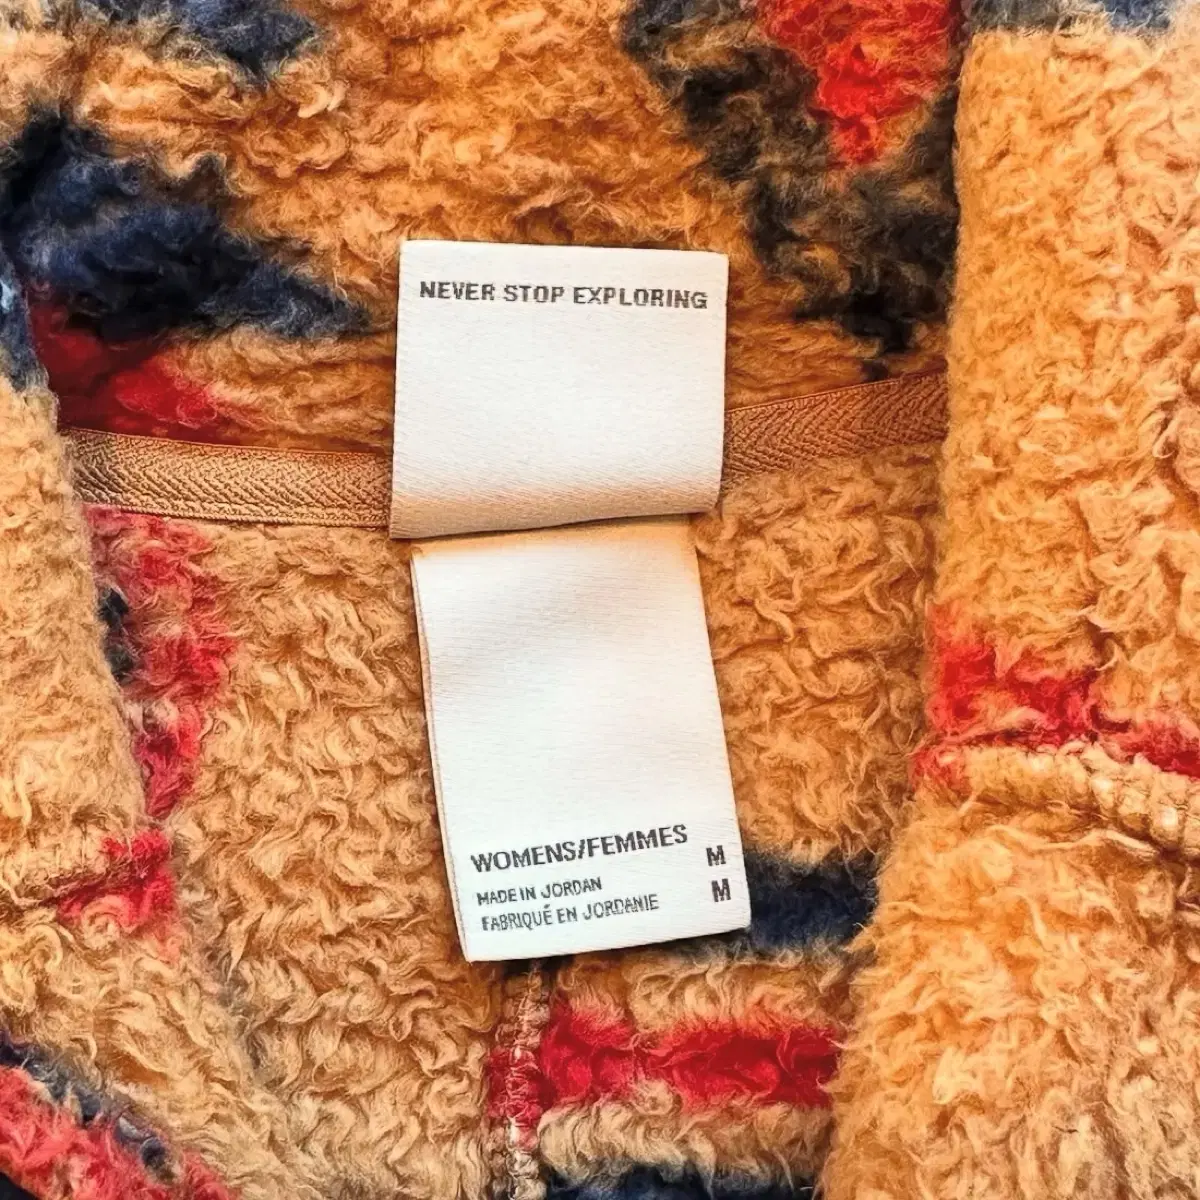 NEVER STOP EXPLORING
WOMENS/FEMMES M
MADE IN JORDAN
FABRIQUÉ EN JORDANIE M